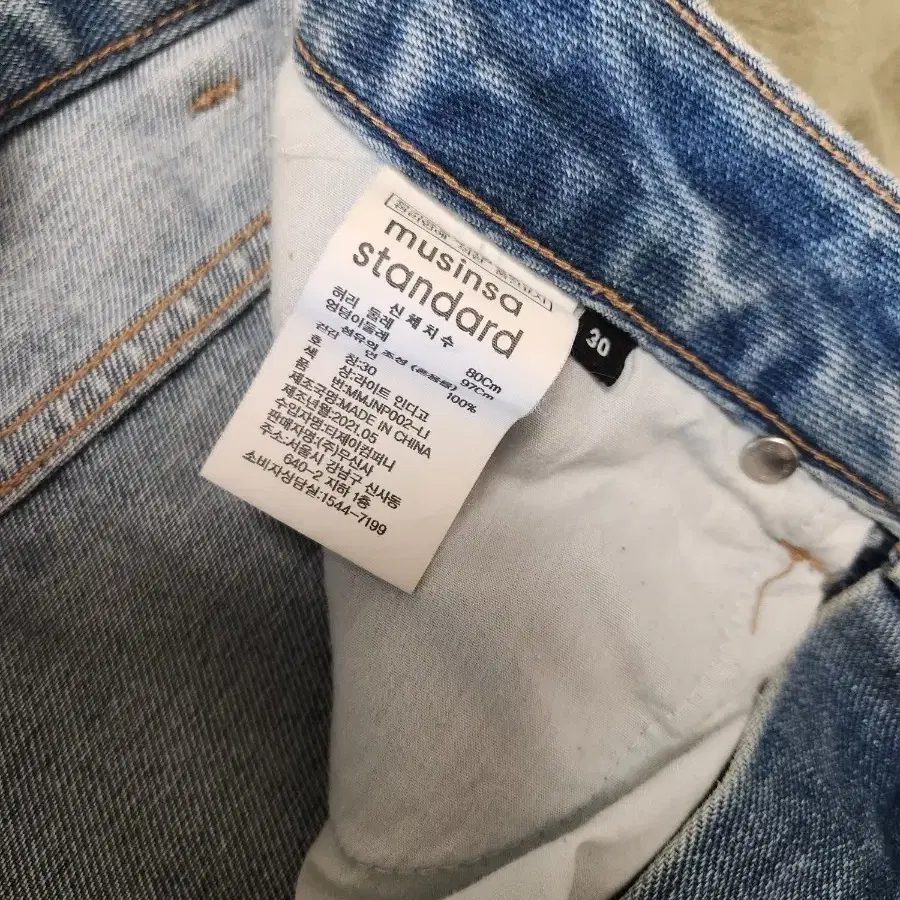 musinsa
standard
신체치수
허리 둘레 80Cm
엉덩이둘레 97Cm
겉감 섬유의 조성 (혼용률)
면 100%
호 칭:30
색 상:라이트 인디고
품 번:MMJNP002-LI
제조국명:MADE IN CHINA
제조년월:2021.05
수입자명:티제이컴퍼니
판매자명:(주)무신사
주소:서울시 강남구 신사동
640-2 지하 1층
소비자상담실:1544-7199
30